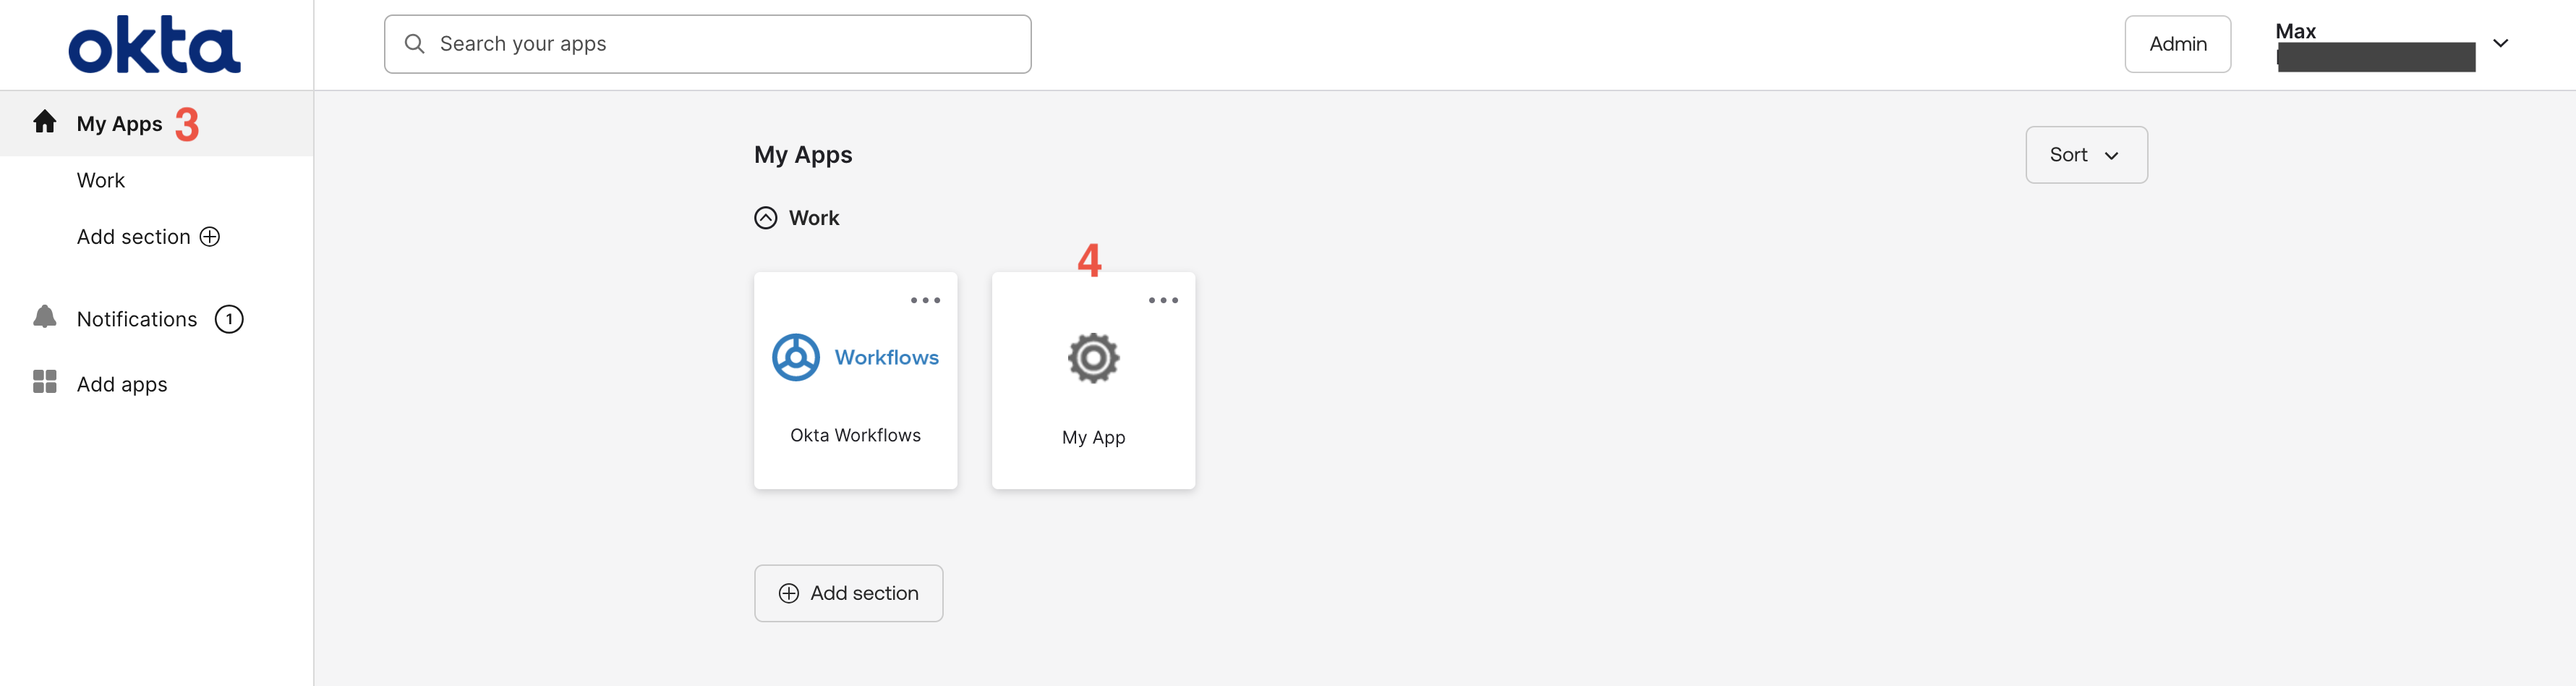 okta
Search your apps
Admin
Max
My Apps 3
Work
Add section
Notifications 1
Add apps
My Apps
Sort
Work
4
Workflows
Okta Workflows
My App
Add section